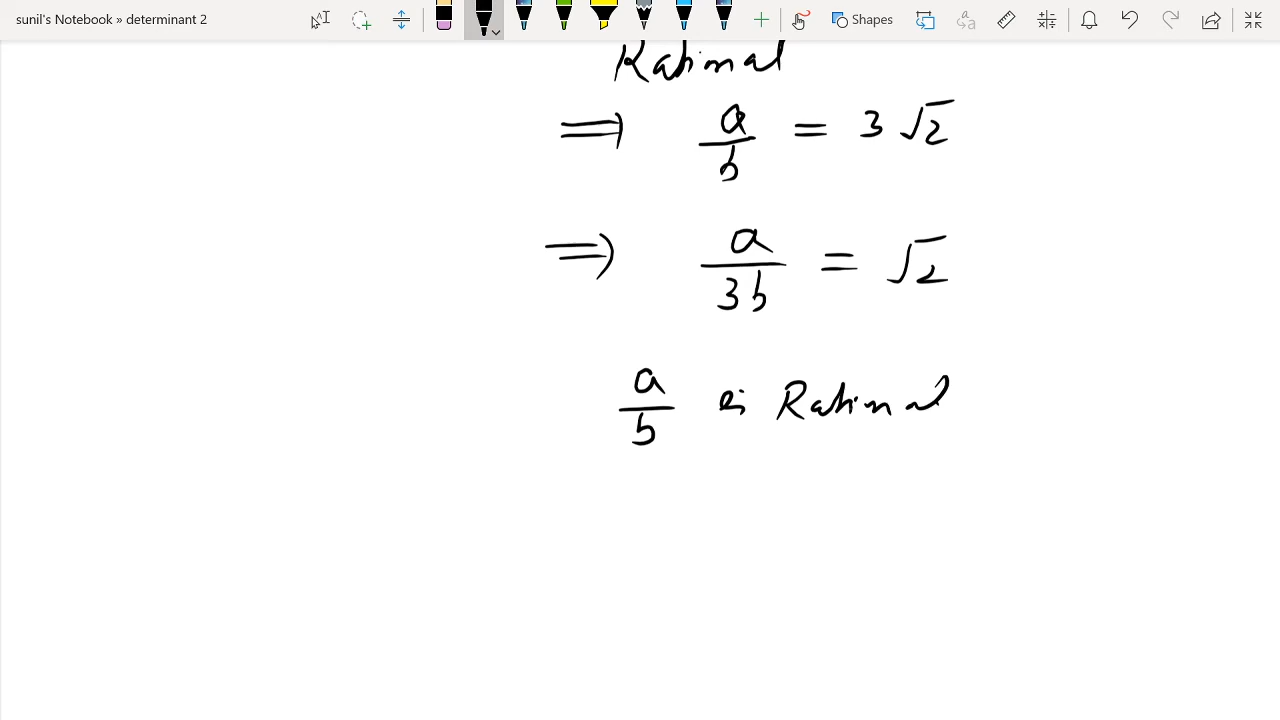 sunil's Notebook » determinant 2
Shapes
Rational
⟹ a/b = 3√2
⟹ a/3b = √2
a/b is Rational